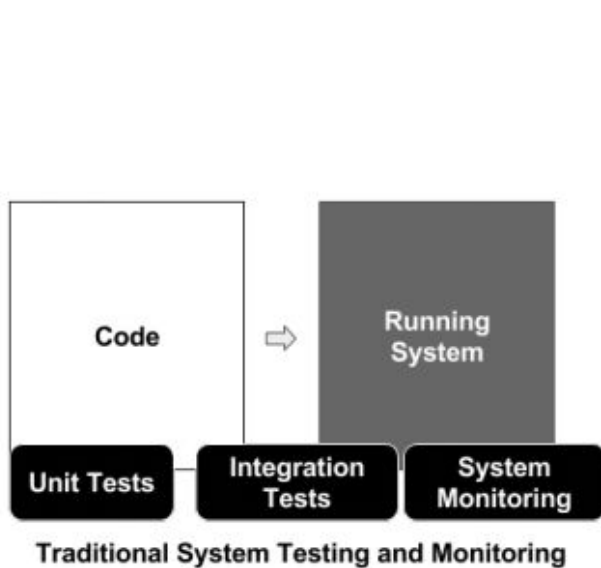 Code
Running
System
Unit Tests
Integration
Tests
System
Monitoring
Traditional System Testing and Monitoring